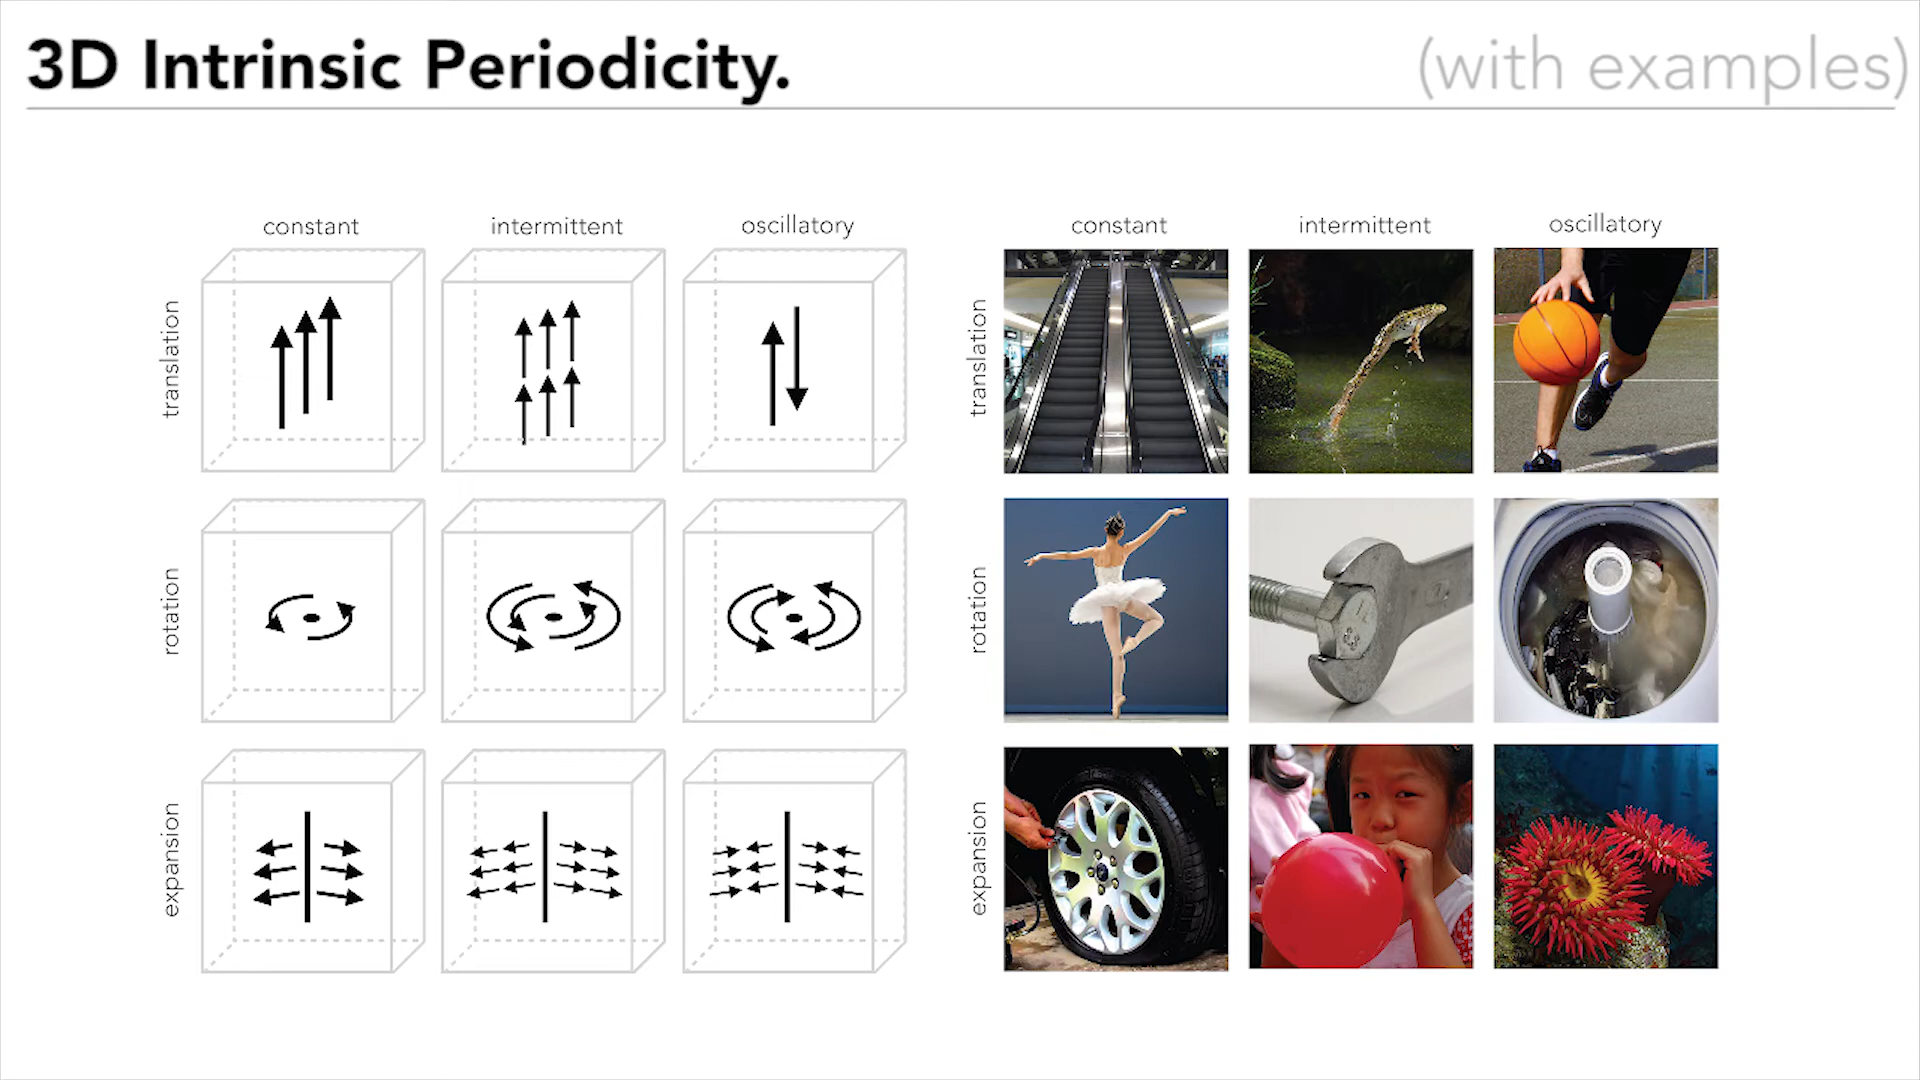 3D Intrinsic Periodicity.
(with examples)
constant intermittent oscillatory
translation
rotation
expansion
constant intermittent oscillatory
translation
rotation
expansion